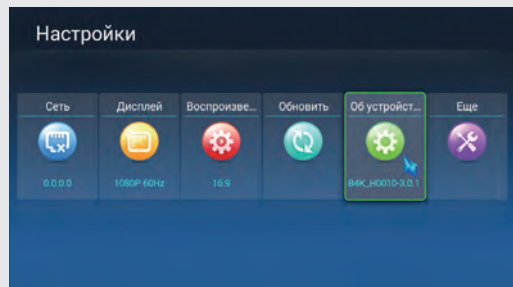 Настройки
Сеть
Дисплей
Воспроизве...
Обновить
Об устройст...
Еще
0.0.0.0
1080P 60Hz
16:9
B4K_H0010-3.0.1